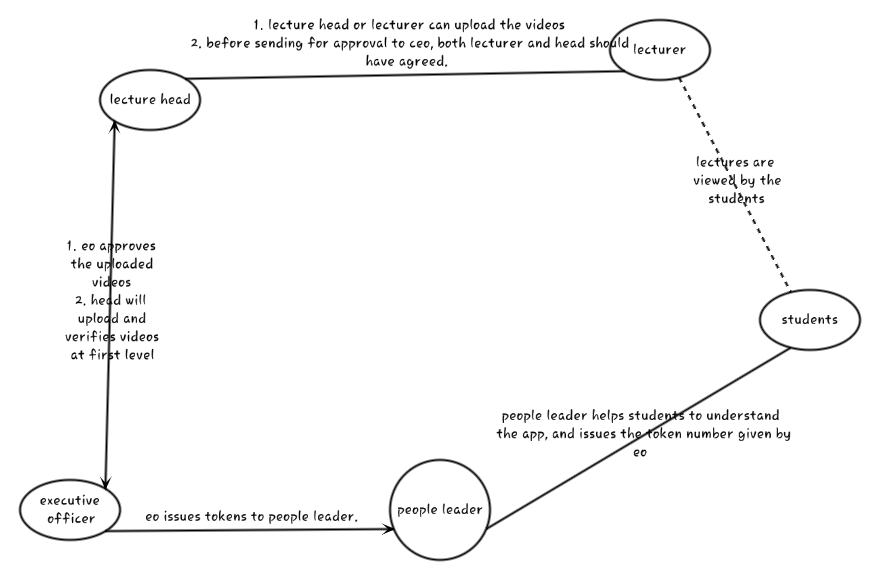 1. lecture head or lecturer can upload the videos
2. before sending for approval to ceo, both lecturer and head should
have agreed.
lecturer
lecture head
lectures are
viewed by the
students
1. eo approves
the uploaded
videos
2. head will
upload and
verifies videos
at first level
students
people leader helps students to understand
the app, and issues the token number given by
eo
executive
officer
eo issues tokens to people leader.
people leader